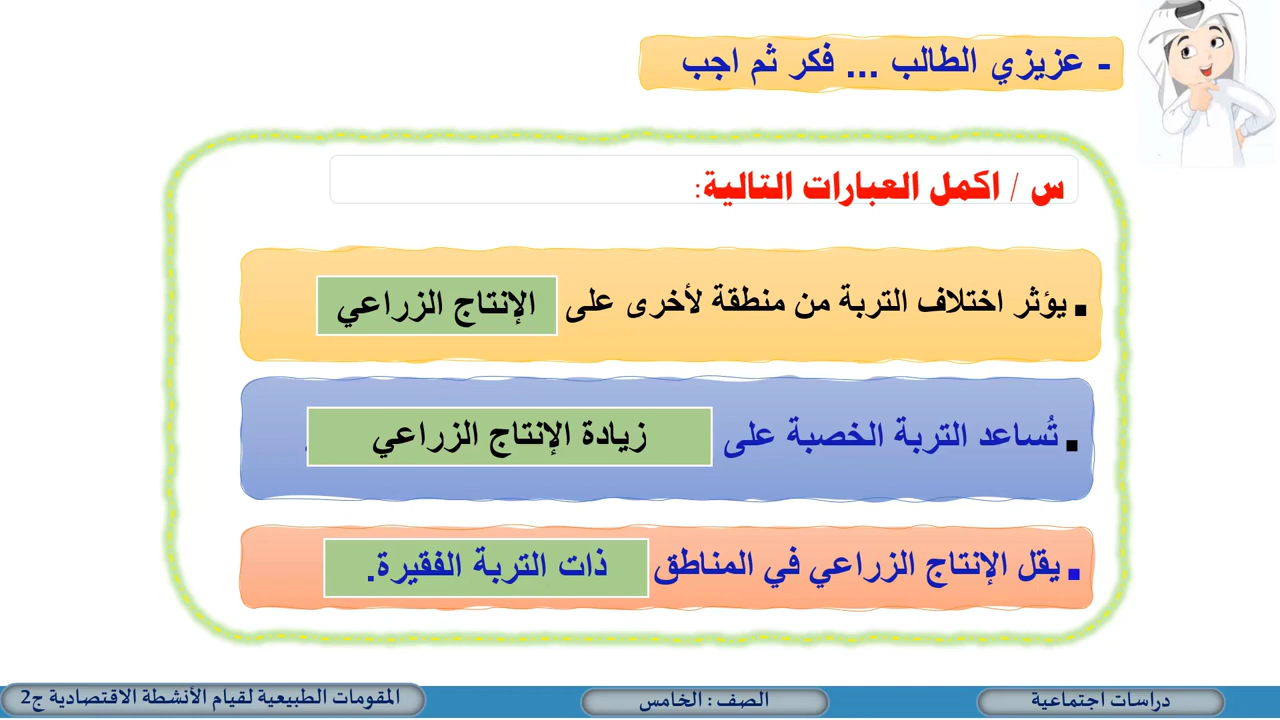 - عزيزي الطالب ... فكر ثم اجب
س / اكمل العبارات التالية:
▪ يؤثر اختلاف التربة من منطقة لأخرى على الإنتاج الزراعي
▪ تُساعد التربة الخصبة على زيادة الإنتاج الزراعي .
▪ يقل الإنتاج الزراعي في المناطق ذات التربة الفقيرة.
دراسات اجتماعية
الصف : الخامس
المقومات الطبيعية لقيام الأنشطة الاقتصادية ج2